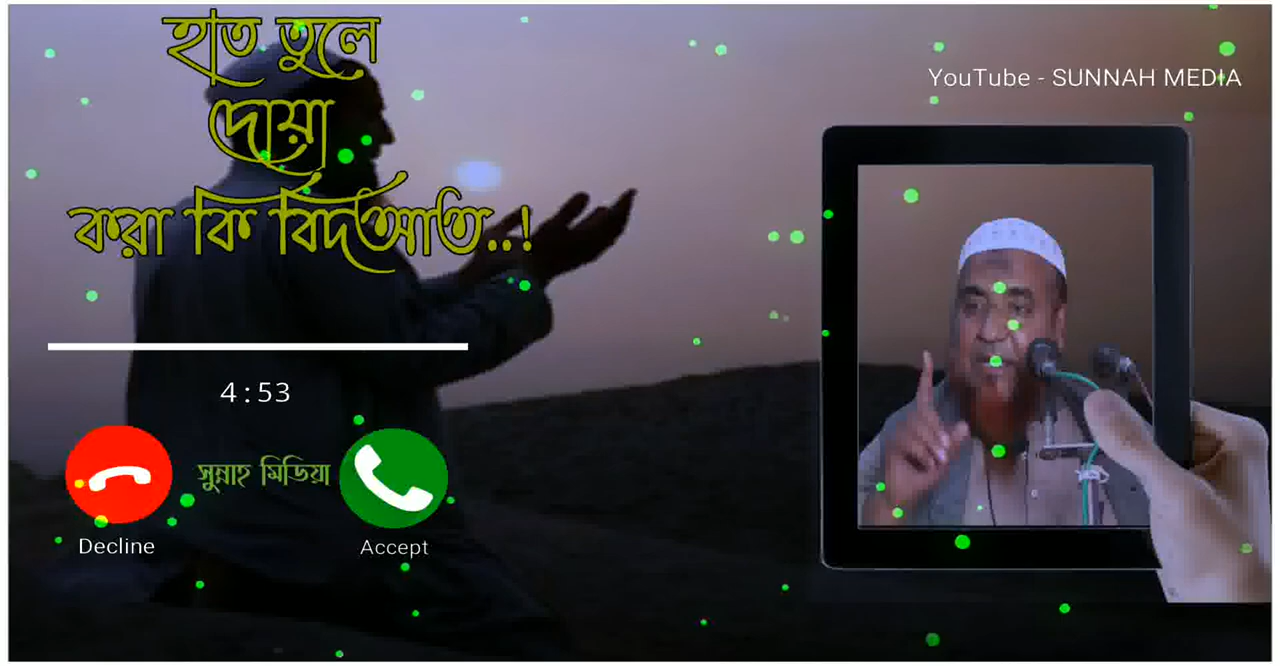 হাত তুলে
দোয়া
করা কি বিদআত..!
YouTube - SUNNAH MEDIA
4:53
সুন্নাহ মিডিয়া
Decline
Accept